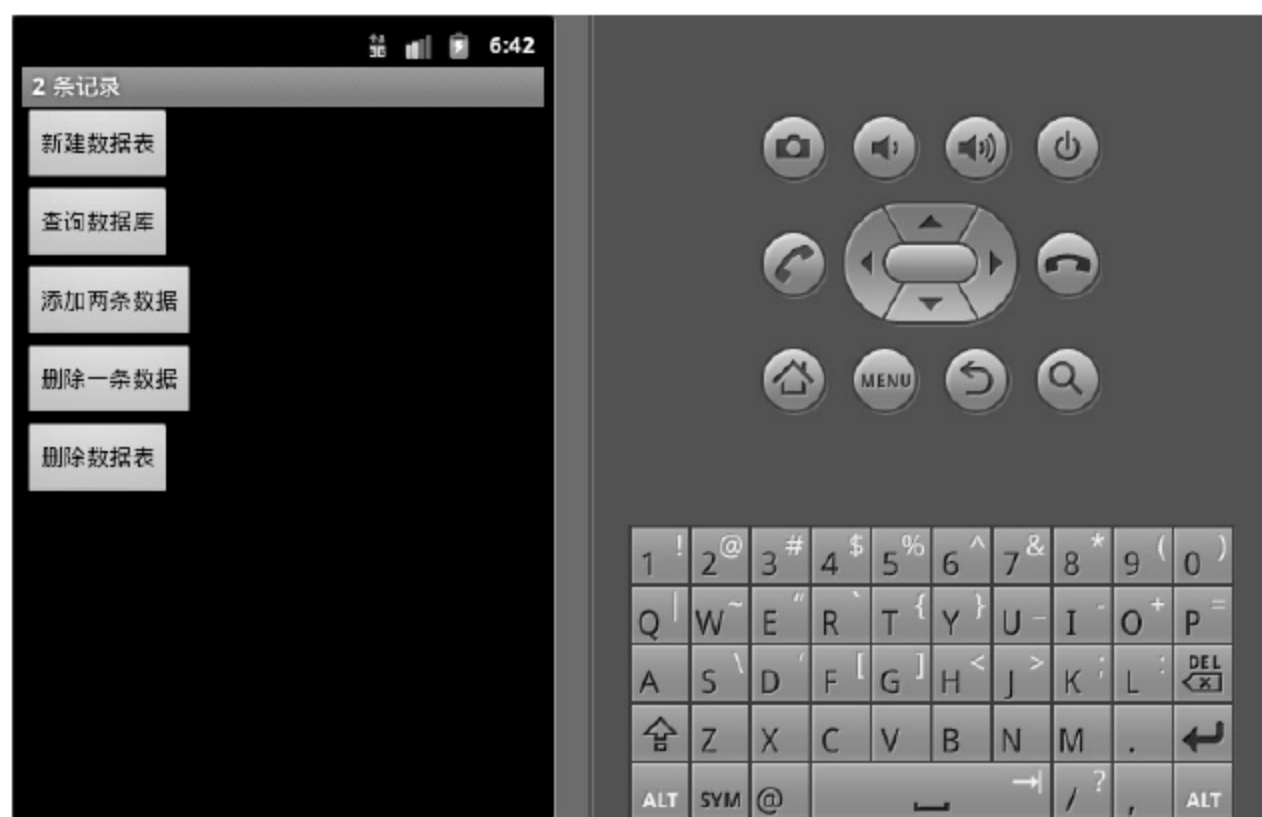 3G 6:42
2 条记录
新建数据表
查询数据库
添加两条数据
删除一条数据
删除数据表
MENU
1 ! 2 @ 3 # 4 $ 5 % 6 ^ 7 & 8 * 9 ( 0 )
Q | W ~ E " R ` T { Y } U _ I - O + P =
A S \ D ' F [ G ] H < J > K ; L : DEL
Z X C V B N M .
ALT SYM @ / ? , ALT